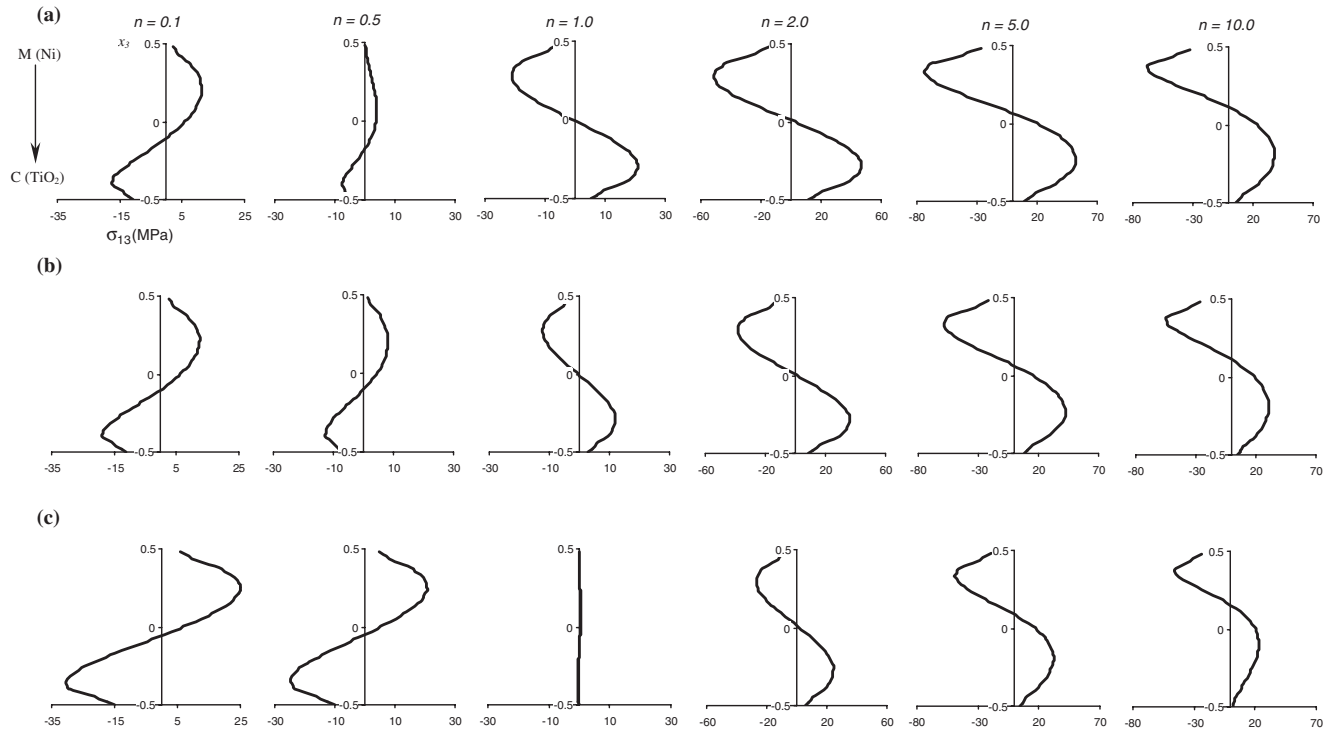 (a)
n = 0.1 n = 0.5 n = 1.0 n = 2.0 n = 5.0 n = 10.0
M (Ni)
C (TiO₂)
x₃ 0.5 0.5 0.5 0.5 0.5 0.5
0 0 0 0 0 0
-0.5 -0.5 -0.5 -0.5 -0.5 -0.5
-35 -15 5 25 -30 -10 10 30 -30 -10 10 30 -60 -20 20 60 -80 -30 20 70 -80 -30 20 70
σ₁₃(MPa)
(b)
0.5 0.5 0.5 0.5 0.5 0.5
0 0 0 0 0 0
-0.5 -0.5 -0.5 -0.5 -0.5 -0.5
-35 -15 5 25 -30 -10 10 30 -30 -10 10 30 -60 -20 20 60 -80 -30 20 70 -80 -30 20 70
(c)
0.5 0.5 0.5 0.5 0.5 0.5
0 0 0 0 0 0
-0.5 -0.5 -0.5 -0.5 -0.5 -0.5
-35 -15 5 25 -30 -10 10 30 -30 -10 10 30 -60 -20 20 60 -80 -30 20 70 -80 -30 20 70